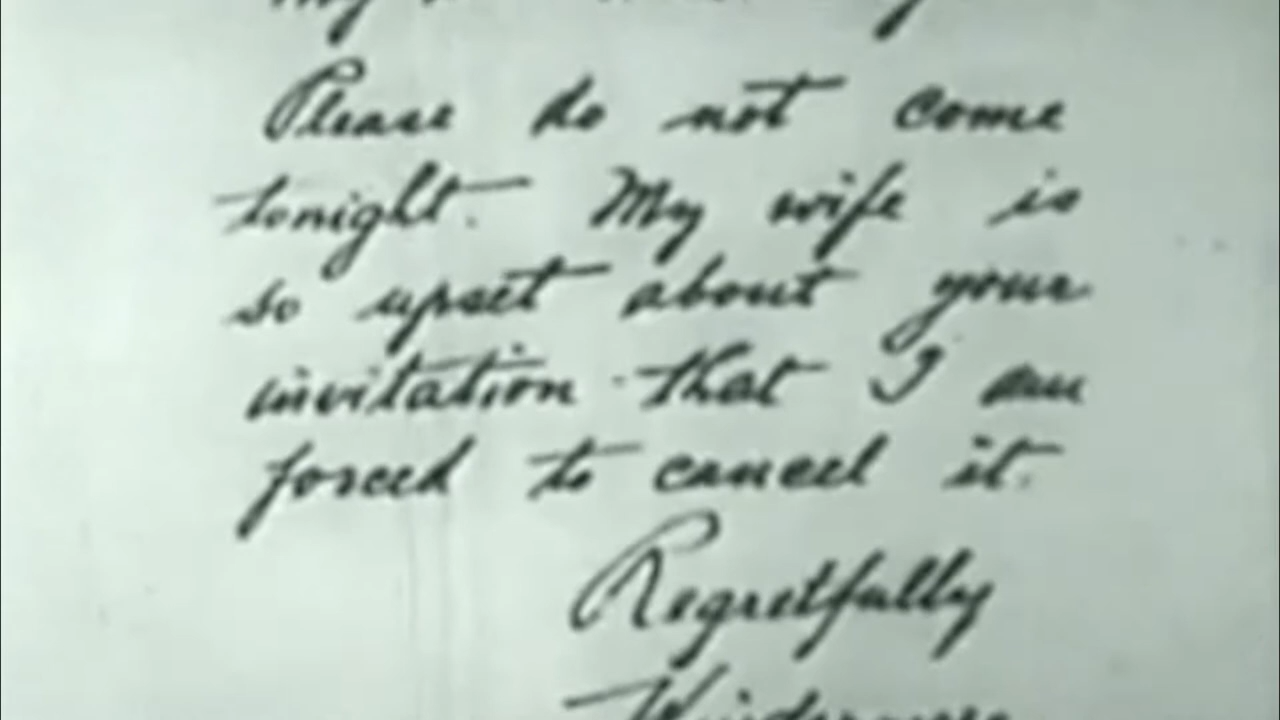 Please do not come
tonight. My wife is
so upset about your
invitation that I am
forced to cancel it.
Regretfully